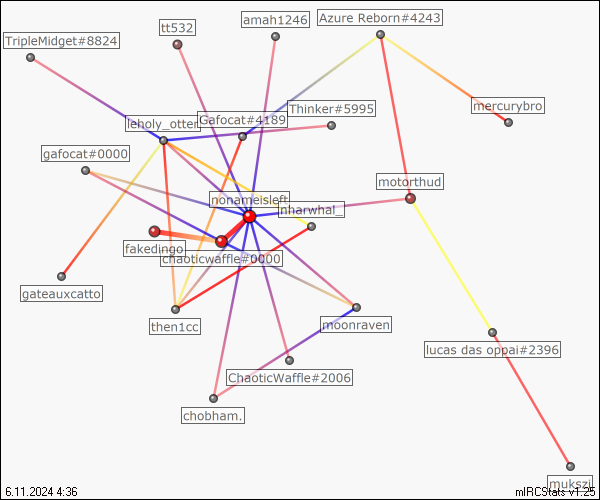 amah1246
Azure Reborn#4243
tt532
TripleMidget#8824
mercurybro
Thinker#5995
Gafocat#4189
leholy_otter
gafocat#0000
motorthud
nonameisleft
nharwhal_
fakedingo
chaoticwaffle#0000
gateauxcatto
then1cc
moonraven
lucas das oppai#2396
ChaoticWaffle#2006
chobham.
mukszi
6.11.2024 4:36
mIRCStats v1.25